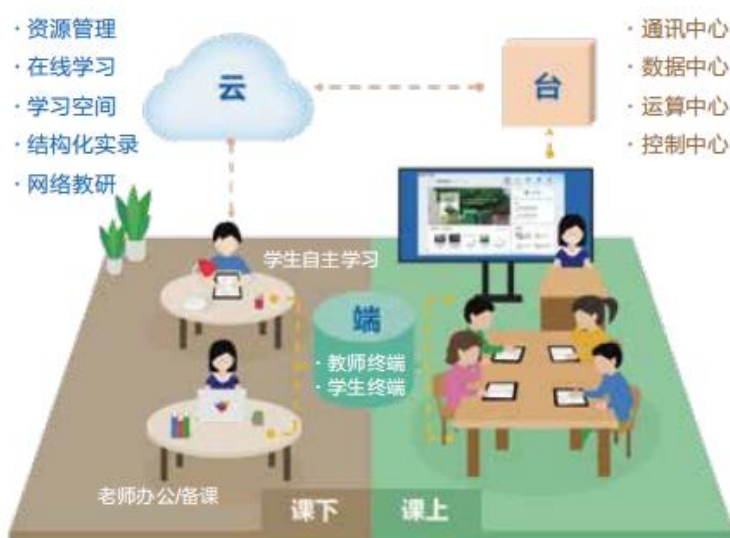 · 资源管理
· 在线学习
· 学习空间
· 结构化实录
· 网络教研
云
台
· 通讯中心
· 数据中心
· 运算中心
· 控制中心
学生自主学习
端
· 教师终端
· 学生终端
老师办公/备课
课下
课上